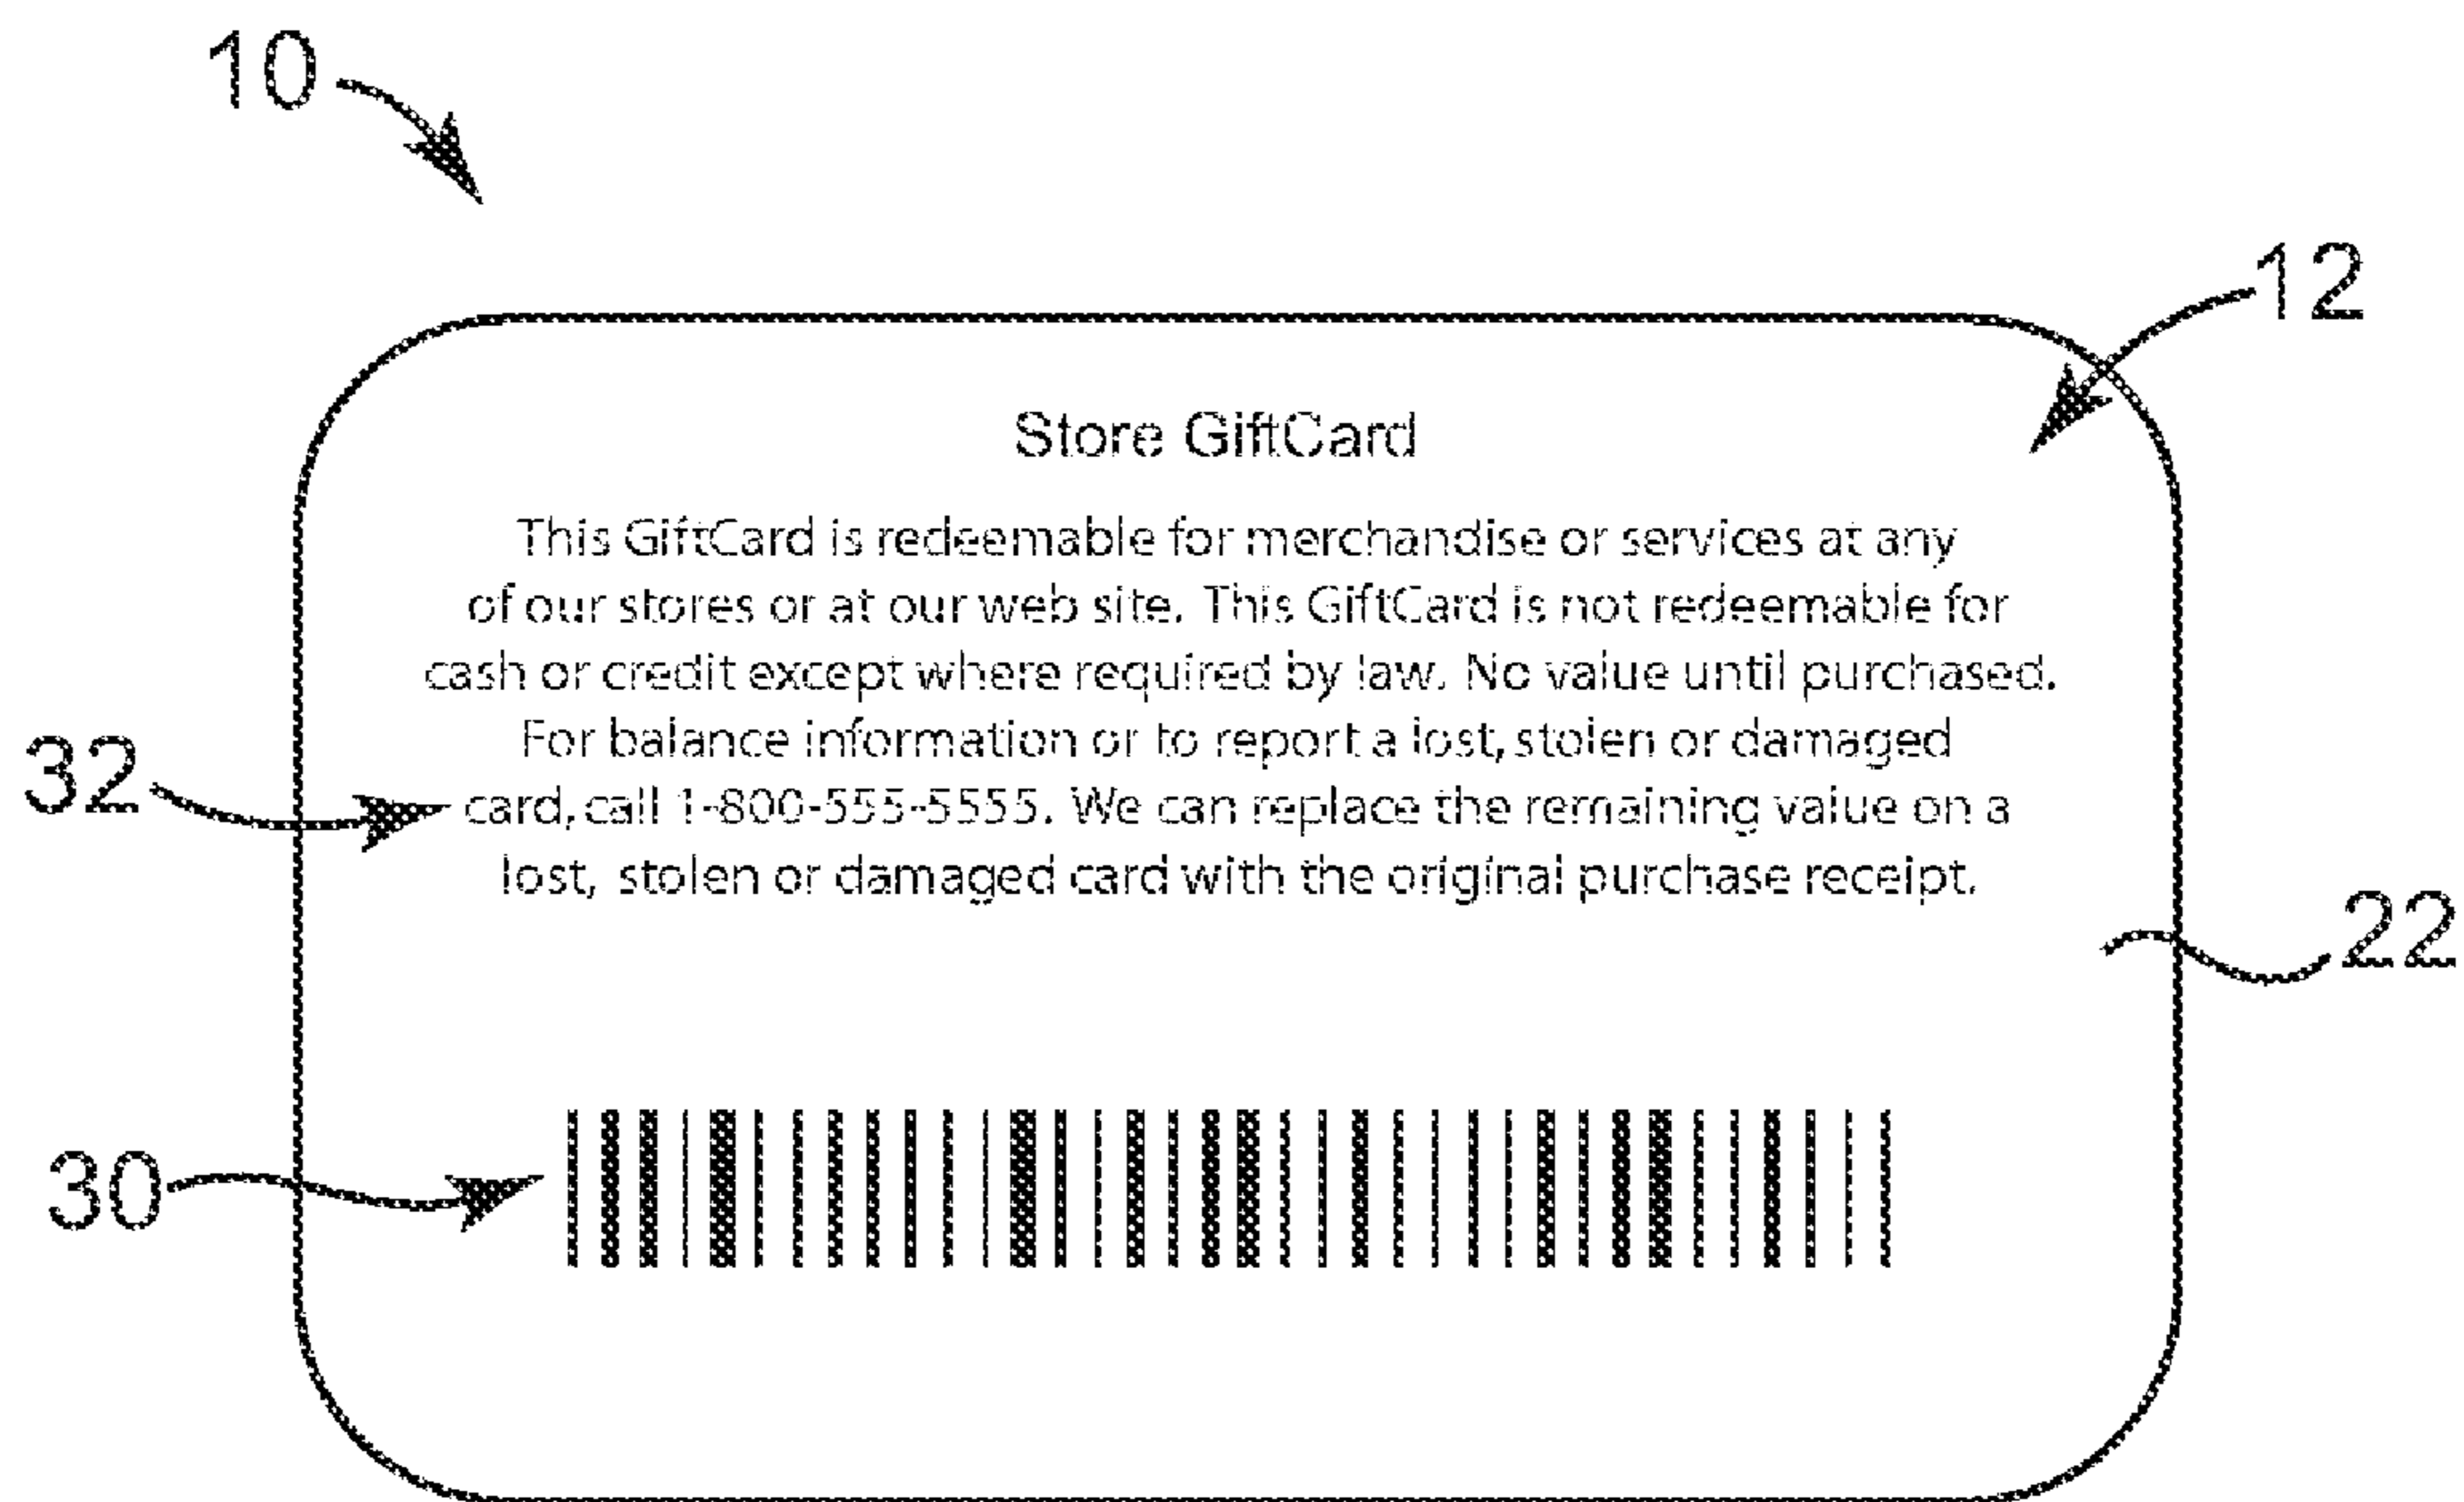 10
12
Store GiftCard
This GiftCard is redeemable for merchandise or services at any
of our stores or at our web site. This GiftCard is not redeemable for
cash or credit except where required by law. No value until purchased.
For balance information or to report a lost, stolen or damaged
32
card, call 1-800-555-5555. We can replace the remaining value on a
lost, stolen or damaged card with the original purchase receipt.
22
30